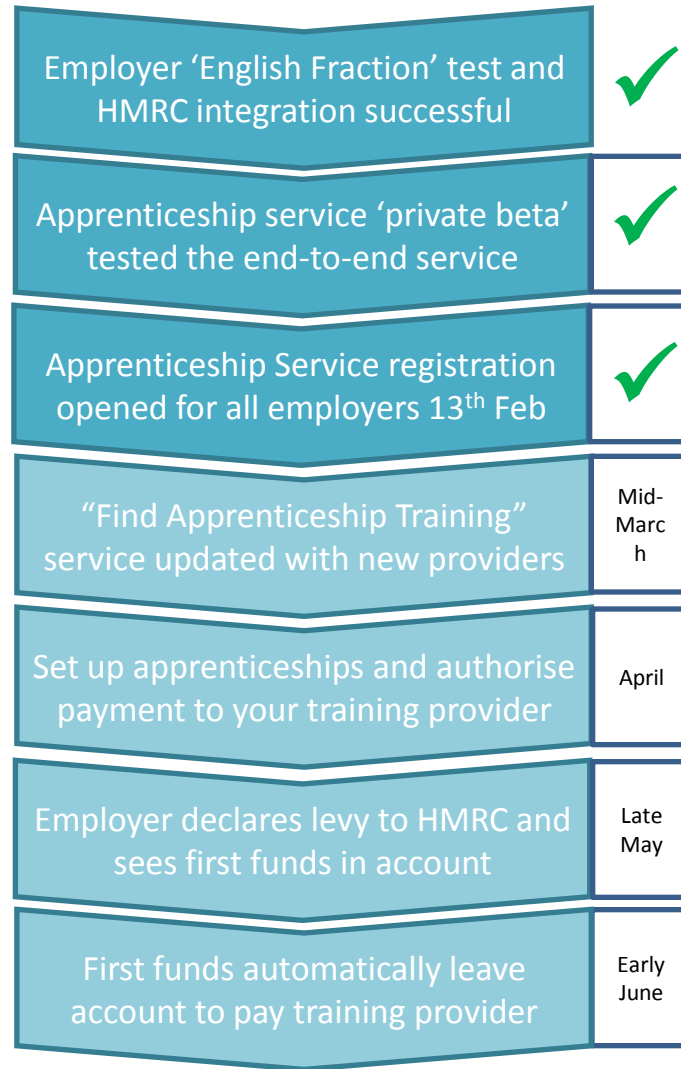 Employer ‘English Fraction’ test and
HMRC integration successful
Apprenticeship service ‘private beta’
tested the end-to-end service
Apprenticeship Service registration
opened for all employers 13th Feb
“Find Apprenticeship Training”
service updated with new providers
Mid-
Marc
h
Set up apprenticeships and authorise
payment to your training provider
April
Employer declares levy to HMRC and
sees first funds in account
Late
May
First funds automatically leave
account to pay training provider
Early
June